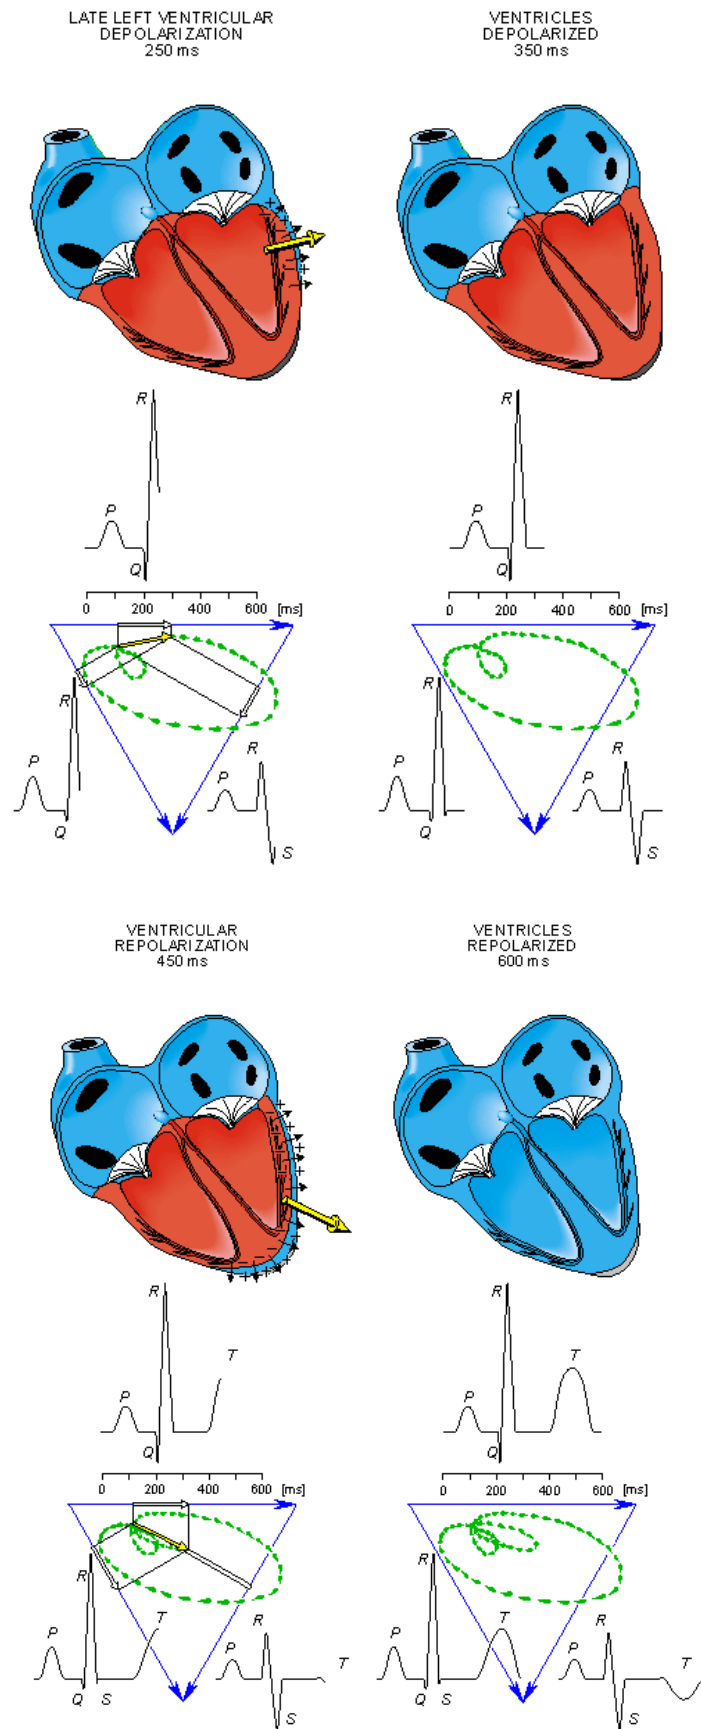 LATE LEFT VENTRICULAR
DEPOLARIZATION
250 ms
VENTRICLES
DEPOLARIZED
350 ms
R
P
Q
R
P
Q
0 200 400 600 [ms]
0 200 400 600 [ms]
R
P
Q
R
P
S
R
P
Q
R
P
S
VENTRICULAR
REPOLARIZATION
450 ms
VENTRICLES
REPOLARIZED
600 ms
R
T
P
Q
R
T
P
Q
0 200 400 600 [ms]
0 200 400 600 [ms]
R
T
P
Q S
R
P
T
S
R
T
P
Q S
R
P
T
S